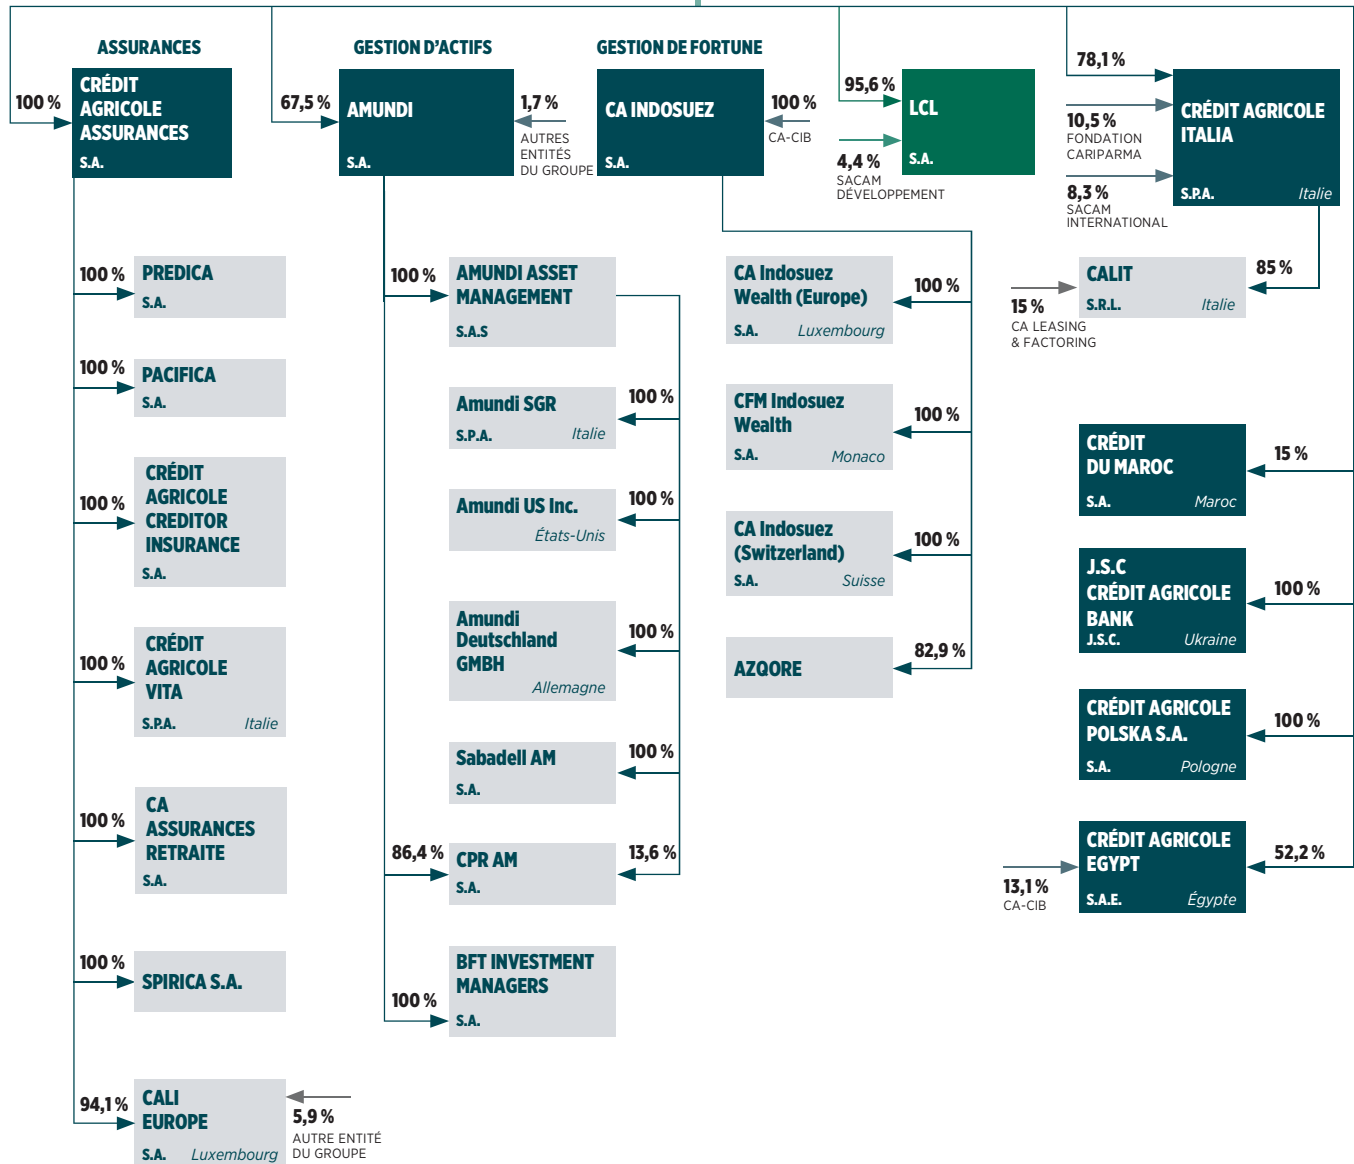 ASSURANCES
100 %
CRÉDIT
AGRICOLE
ASSURANCES
S.A.
100 %
PREDICA
S.A.
100 %
PACIFICA
S.A.
100 %
CRÉDIT
AGRICOLE
CREDITOR
INSURANCE
S.A.
100 %
CRÉDIT
AGRICOLE
VITA
S.P.A. Italie
100 %
CA
ASSURANCES
RETRAITE
S.A.
100 %
SPIRICA S.A.
94,1 %
CALI
EUROPE
S.A. Luxembourg
5,9 %
AUTRE ENTITÉ
DU GROUPE
GESTION D'ACTIFS
67,5 %
AMUNDI
S.A.
1,7 %
AUTRES
ENTITÉS
DU GROUPE
100 %
AMUNDI ASSET
MANAGEMENT
S.A.S
Amundi SGR
S.P.A. Italie
100 %
Amundi US Inc.
États-Unis
100 %
Amundi
Deutschland
GMBH
Allemagne
100 %
Sabadell AM
S.A.
100 %
86,4 %
CPR AM
S.A.
13,6 %
100 %
BFT INVESTMENT
MANAGERS
S.A.
GESTION DE FORTUNE
CA INDOSUEZ
S.A.
100 %
CA-CIB
CA Indosuez
Wealth (Europe)
S.A. Luxembourg
100 %
CFM Indosuez
Wealth
S.A. Monaco
100 %
CA Indosuez
(Switzerland)
S.A. Suisse
100 %
AZQORE
82,9 %
95,6 %
LCL
S.A.
4,4 %
SACAM
DÉVELOPPEMENT
78,1 %
10,5 %
FONDATION
CARIPARMA
8,3 %
SACAM
INTERNATIONAL
CRÉDIT AGRICOLE
ITALIA
S.P.A. Italie
CALIT
S.R.L. Italie
85 %
15 %
CA LEASING
& FACTORING
CRÉDIT
DU MAROC
S.A. Maroc
15 %
J.S.C
CRÉDIT AGRICOLE
BANK
J.S.C. Ukraine
100 %
CRÉDIT AGRICOLE
POLSKA S.A.
S.A. Pologne
100 %
CRÉDIT AGRICOLE
EGYPT
S.A.E. Égypte
52,2 %
13,1 %
CA-CIB